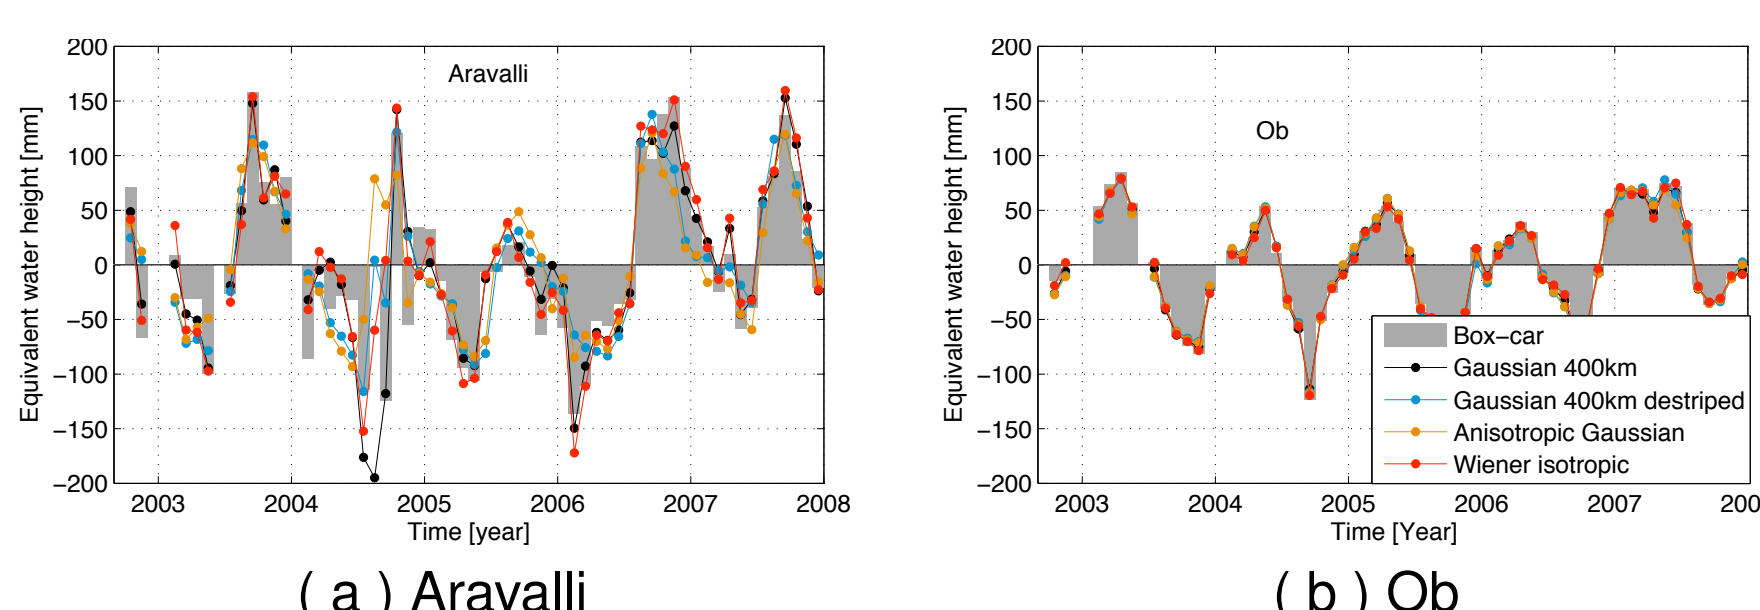 200
150
100
50
0
−50
−100
−150
−200
Equivalent water height [mm]
Aravalli
2003 2004 2005 2006 2007 2008
Time [year]
( a ) Aravalli
200
150
100
50
0
−50
−100
−150
−200
Equivalent water height [mm]
Ob
Box−car
Gaussian 400km
Gaussian 400km destriped
Anisotropic Gaussian
Wiener isotropic
2003 2004 2005 2006 2007 200
Time [Year]
( b ) Ob